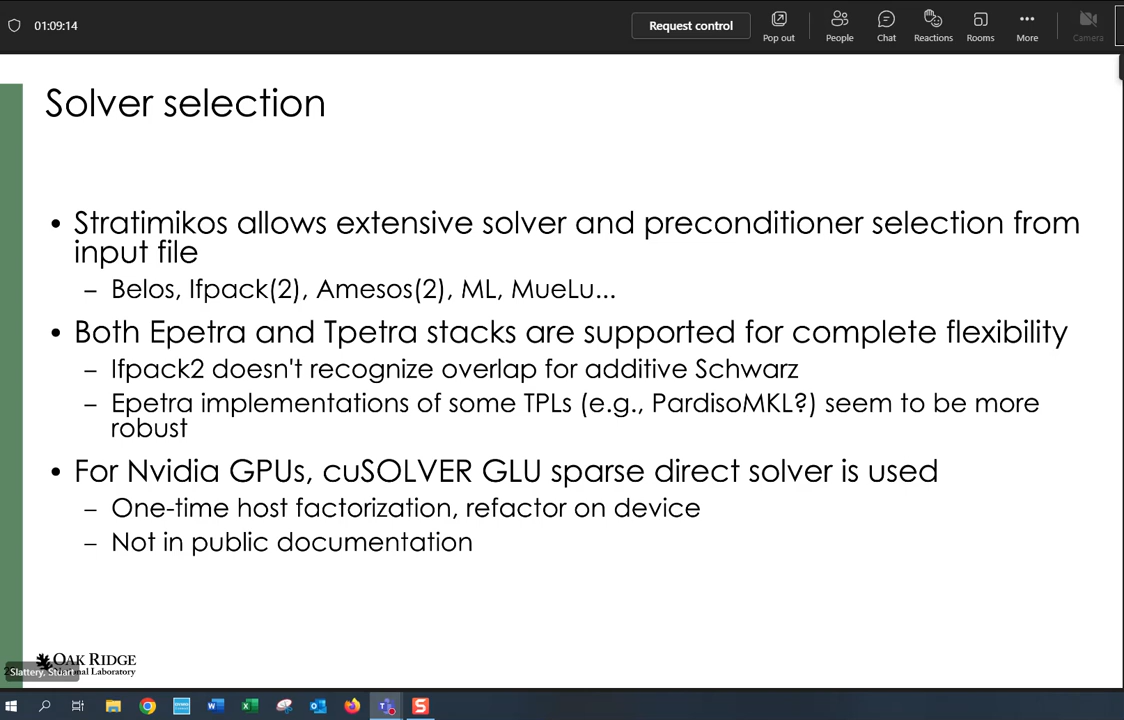 01:09:14
Request control
Pop out
People
Chat
Reactions
Rooms
More
Camera
Solver selection
• Stratimikos allows extensive solver and preconditioner selection from
input file
– Belos, Ifpack(2), Amesos(2), ML, MueLu...
• Both Epetra and Tpetra stacks are supported for complete flexibility
– Ifpack2 doesn't recognize overlap for additive Schwarz
– Epetra implementations of some TPLs (e.g., PardisoMKL?) seem to be more
robust
• For Nvidia GPUs, cuSOLVER GLU sparse direct solver is used
– One-time host factorization, refactor on device
– Not in public documentation
OAK RIDGE
Slattery, Stuart
Laboratory